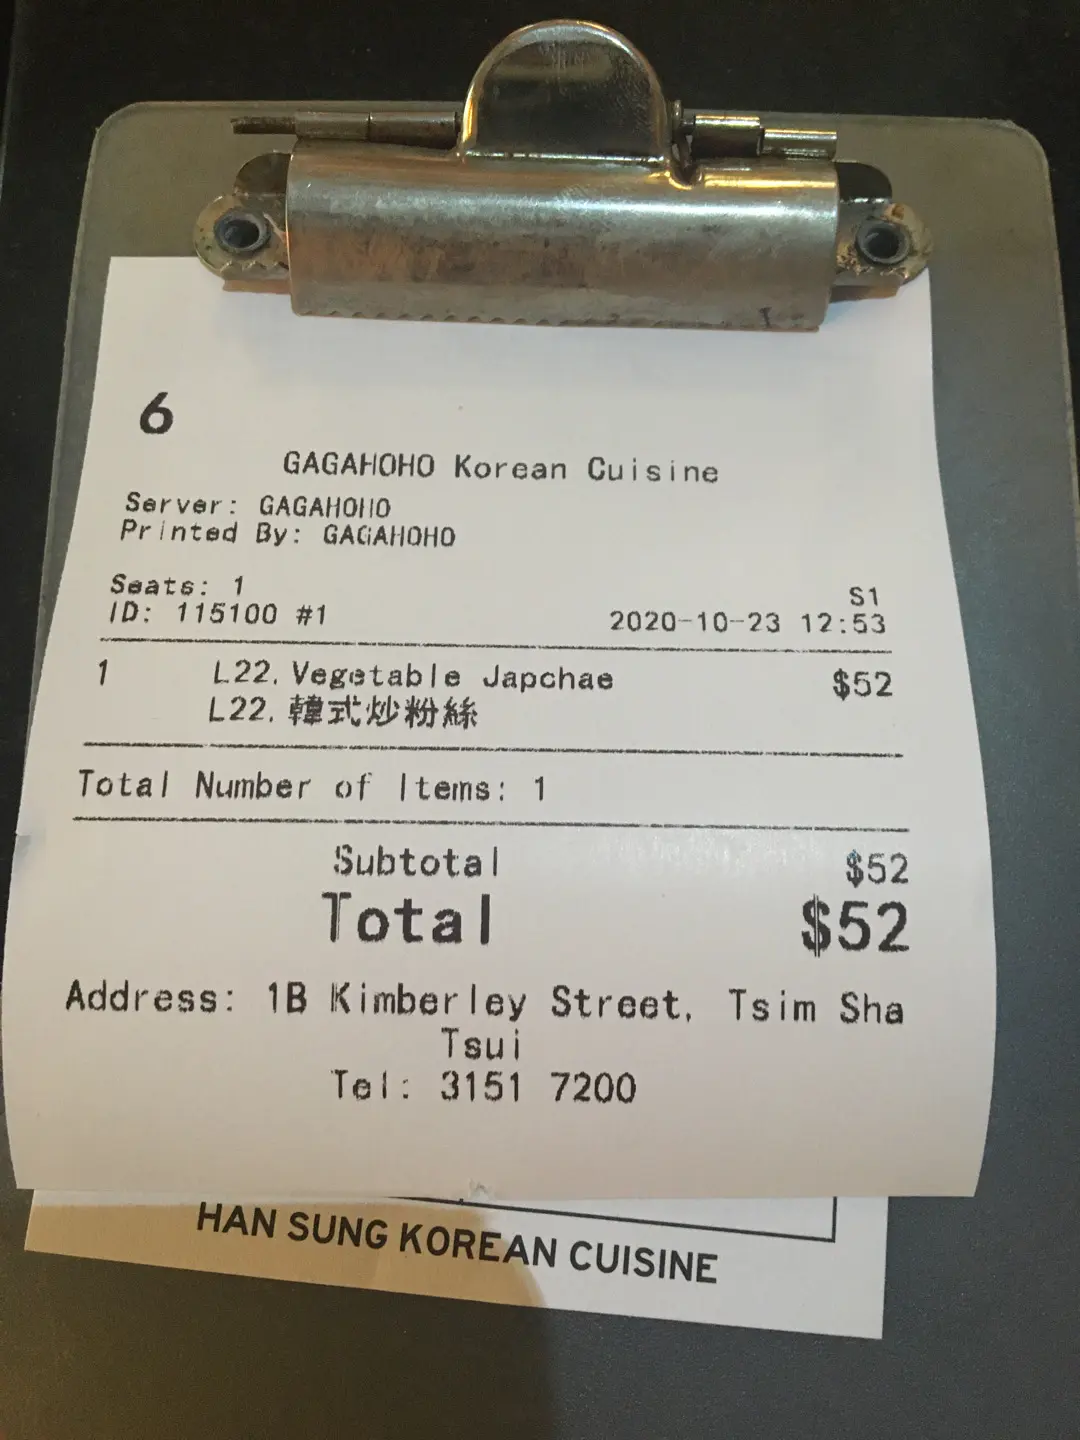 6
GAGAHOHO Korean Cuisine
Server: GAGAHOHO
Printed By: GAGAHOHO
Seats: 1 S1
ID: 115100 #1 2020-10-23 12:53
1 L22. Vegetable Japchae $52
L22. 韓式炒粉絲
Total Number of Items: 1
Subtotal $52
Total $52
Address: 1B Kimberley Street, Tsim Sha
Tsui
Tel: 3151 7200
HAN SUNG KOREAN CUISINE